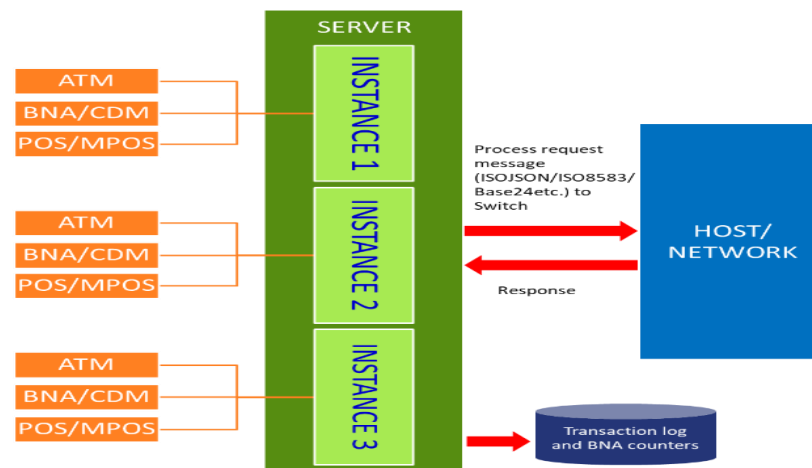 SERVER
ATM
BNA/CDM
POS/MPOS
INSTANCE 1
ATM
BNA/CDM
POS/MPOS
INSTANCE 2
ATM
BNA/CDM
POS/MPOS
INSTANCE 3
Process request
message
(ISOJSON/ISO8583/
Base24etc.) to
Switch
Response
HOST/
NETWORK
Transaction log
and BNA counters